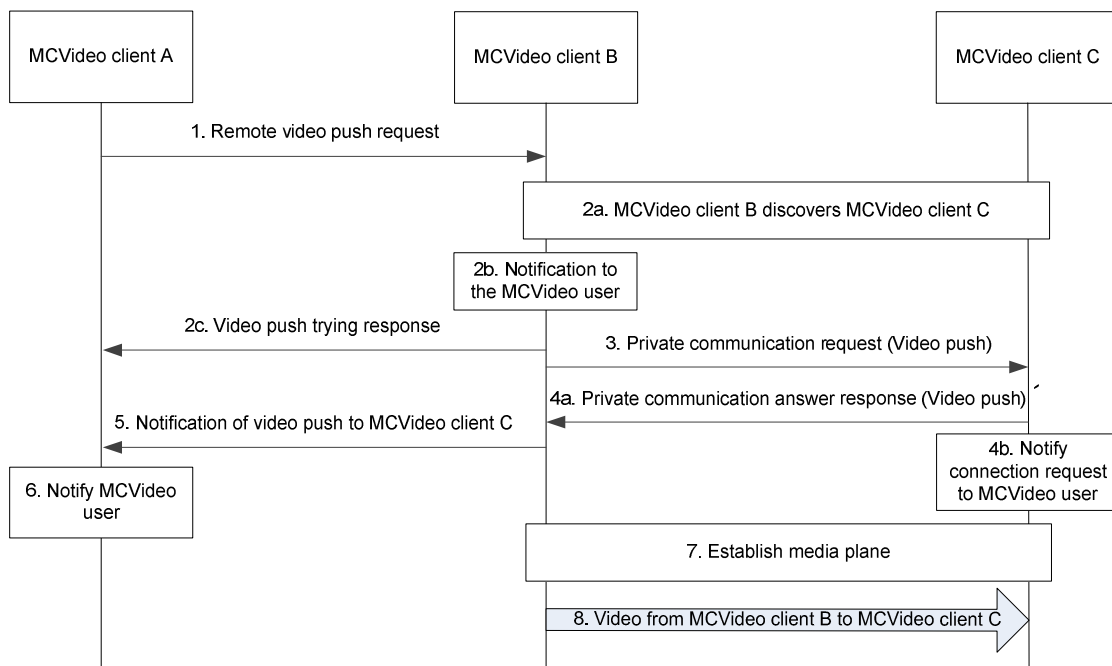 MCVideo client A
MCVideo client B
MCVideo client C
1. Remote video push request
2a. MCVideo client B discovers MCVideo client C
2b. Notification to
the MCVideo user
2c. Video push trying response
3. Private communication request (Video push)
4a. Private communication answer response (Video push)
5. Notification of video push to MCVideo client C
4b. Notify
connection request
to MCVideo user
6. Notify MCVideo
user
7. Establish media plane
8. Video from MCVideo client B to MCVideo client C